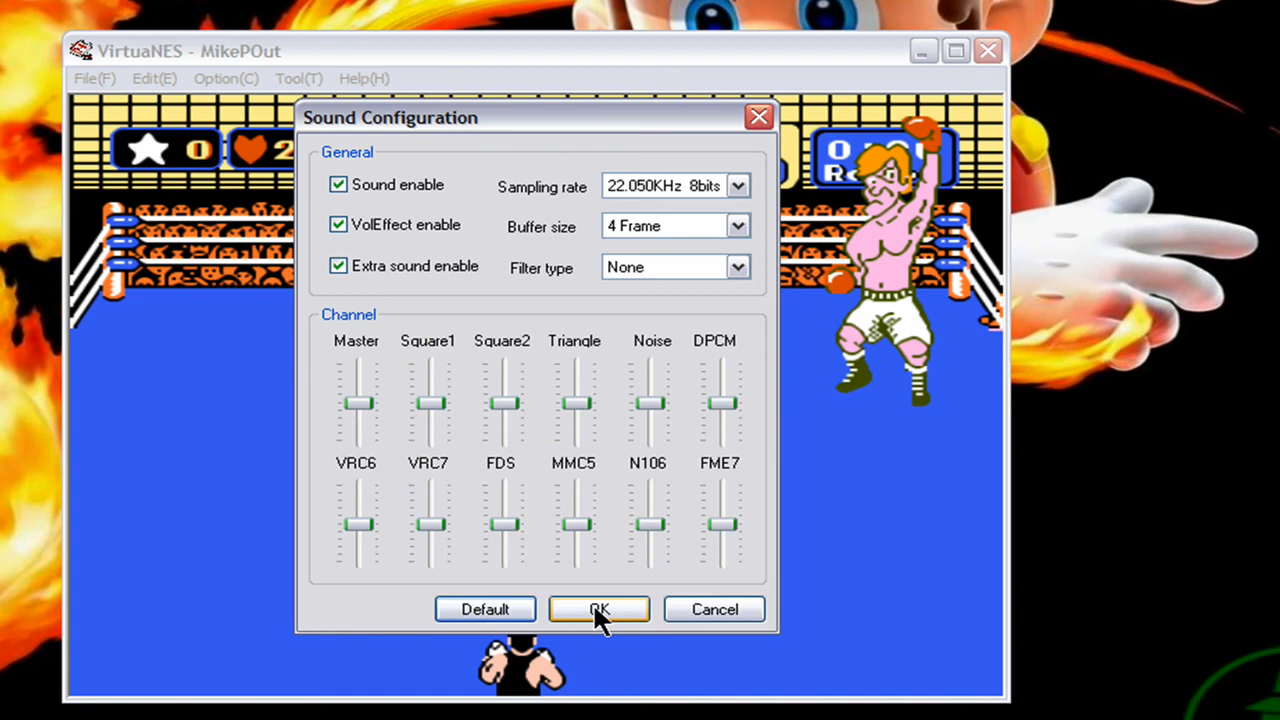 VirtuaNES - MikePOut
File(F) Edit(E) Option(C) Tool(T) Help(H)
0 2
0
Sound Configuration
General
Sound enable Sampling rate 22.050KHz 8bits
VolEffect enable Buffer size 4 Frame
Extra sound enable Filter type None
Channel
Master Square1 Square2 Triangle Noise DPCM
VRC6 VRC7 FDS MMC5 N106 FME7
Default OK Cancel